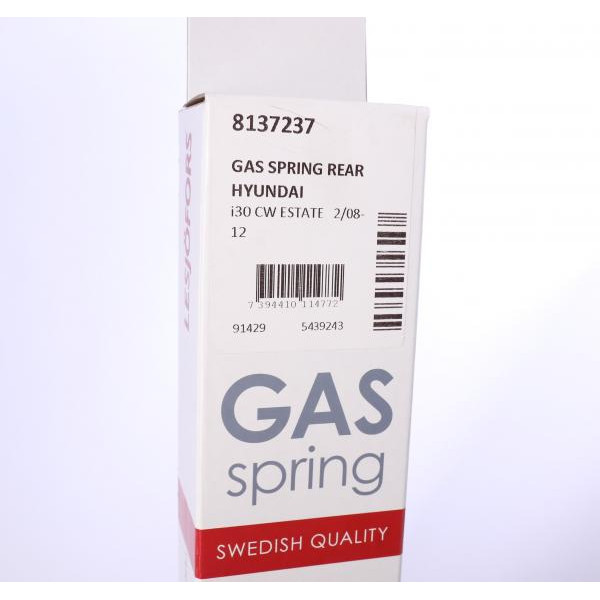 8137237
GAS SPRING REAR
HYUNDAI
i30 CW ESTATE 2/08-
12
7 394410 114772
91429 5439243
LESJÖFORS
GAS
spring
SWEDISH QUALITY